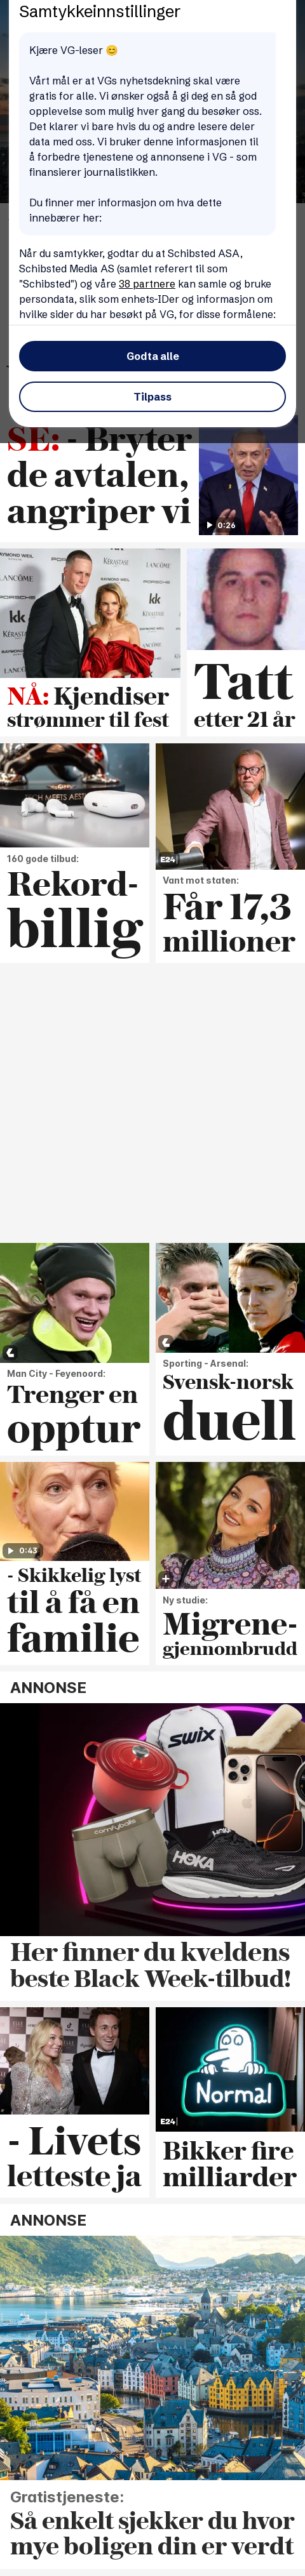 Samtykkeinnstillinger
Kjære VG-leser 😊
Vårt mål er at VGs nyhetsdekning skal være
gratis for alle. Vi ønsker også å gi deg en så god
opplevelse som mulig hver gang du besøker oss.
Det klarer vi bare hvis du og andre lesere deler
data med oss. Vi bruker denne informasjonen til
å forbedre tjenestene og annonsene i VG - som
finansierer journalistikken.
Du finner mer informasjon om hva dette
innebærer her:
Når du samtykker, godtar du at Schibsted ASA,
Schibsted Media AS (samlet referert til som
"Schibsted") og våre 38 partnere kan samle og bruke
persondata, slik som enhets-IDer og informasjon om
hvilke sider du har besøkt på VG, for disse formålene:
Godta alle
Tilpass
SE: - Bryter
de avtalen,
angriper vi
0:26
RAYMOND WEIL
LANCÔME
KÉRASTASE
PORSCHE
kk
NÅ: Kjendiser
strømmer til fest
Tatt
etter 21 år
160 gode tilbud:
Rekord-
billig
E24
Vant mot staten:
Får 17,3
millioner
Man City - Feyenoord:
Trenger en
opptur
Sporting - Arsenal:
Svensk-norsk
duell
0:43
- Skikkelig lyst
til å få en
familie
Ny studie:
Migrene-
gjennombrudd
ANNONSE
SWIX
comfyballs
HOKA
Her finner du kveldens
beste Black Week-tilbud!
- Livets
letteste ja
Normal
E24
Bikker fire
milliarder
ANNONSE
Gratistjeneste:
Så enkelt sjekker du hvor
mye boligen din er verdt